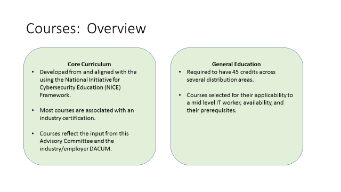 Courses: Overview
Core Curriculum
• Developed from and aligned with the
using the National Initiative for
Cybersecurity Education (NICE)
Framework.
• Most courses are associated with an
industry certification.
• Courses reflect the input from this
Advisory Committee and the
industry/employer DACUM.
General Education
• Required to have 45 credits across
several distribution areas.
• Courses selected for their applicability to
a mid level IT worker, availability, and
their prerequisites.